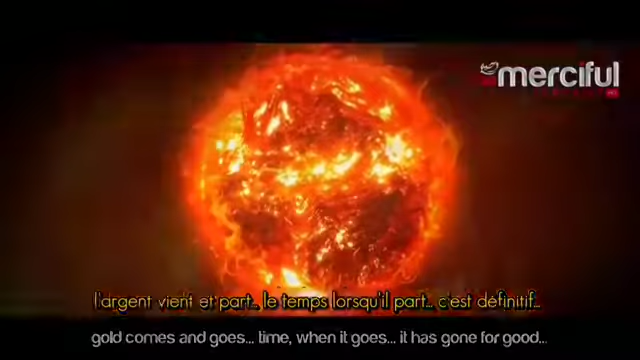 merciful
l'argent vient et part.. le temps lorsqu'il part.. c'est définitif..
gold comes and goes... time, when it goes... it has gone for good...